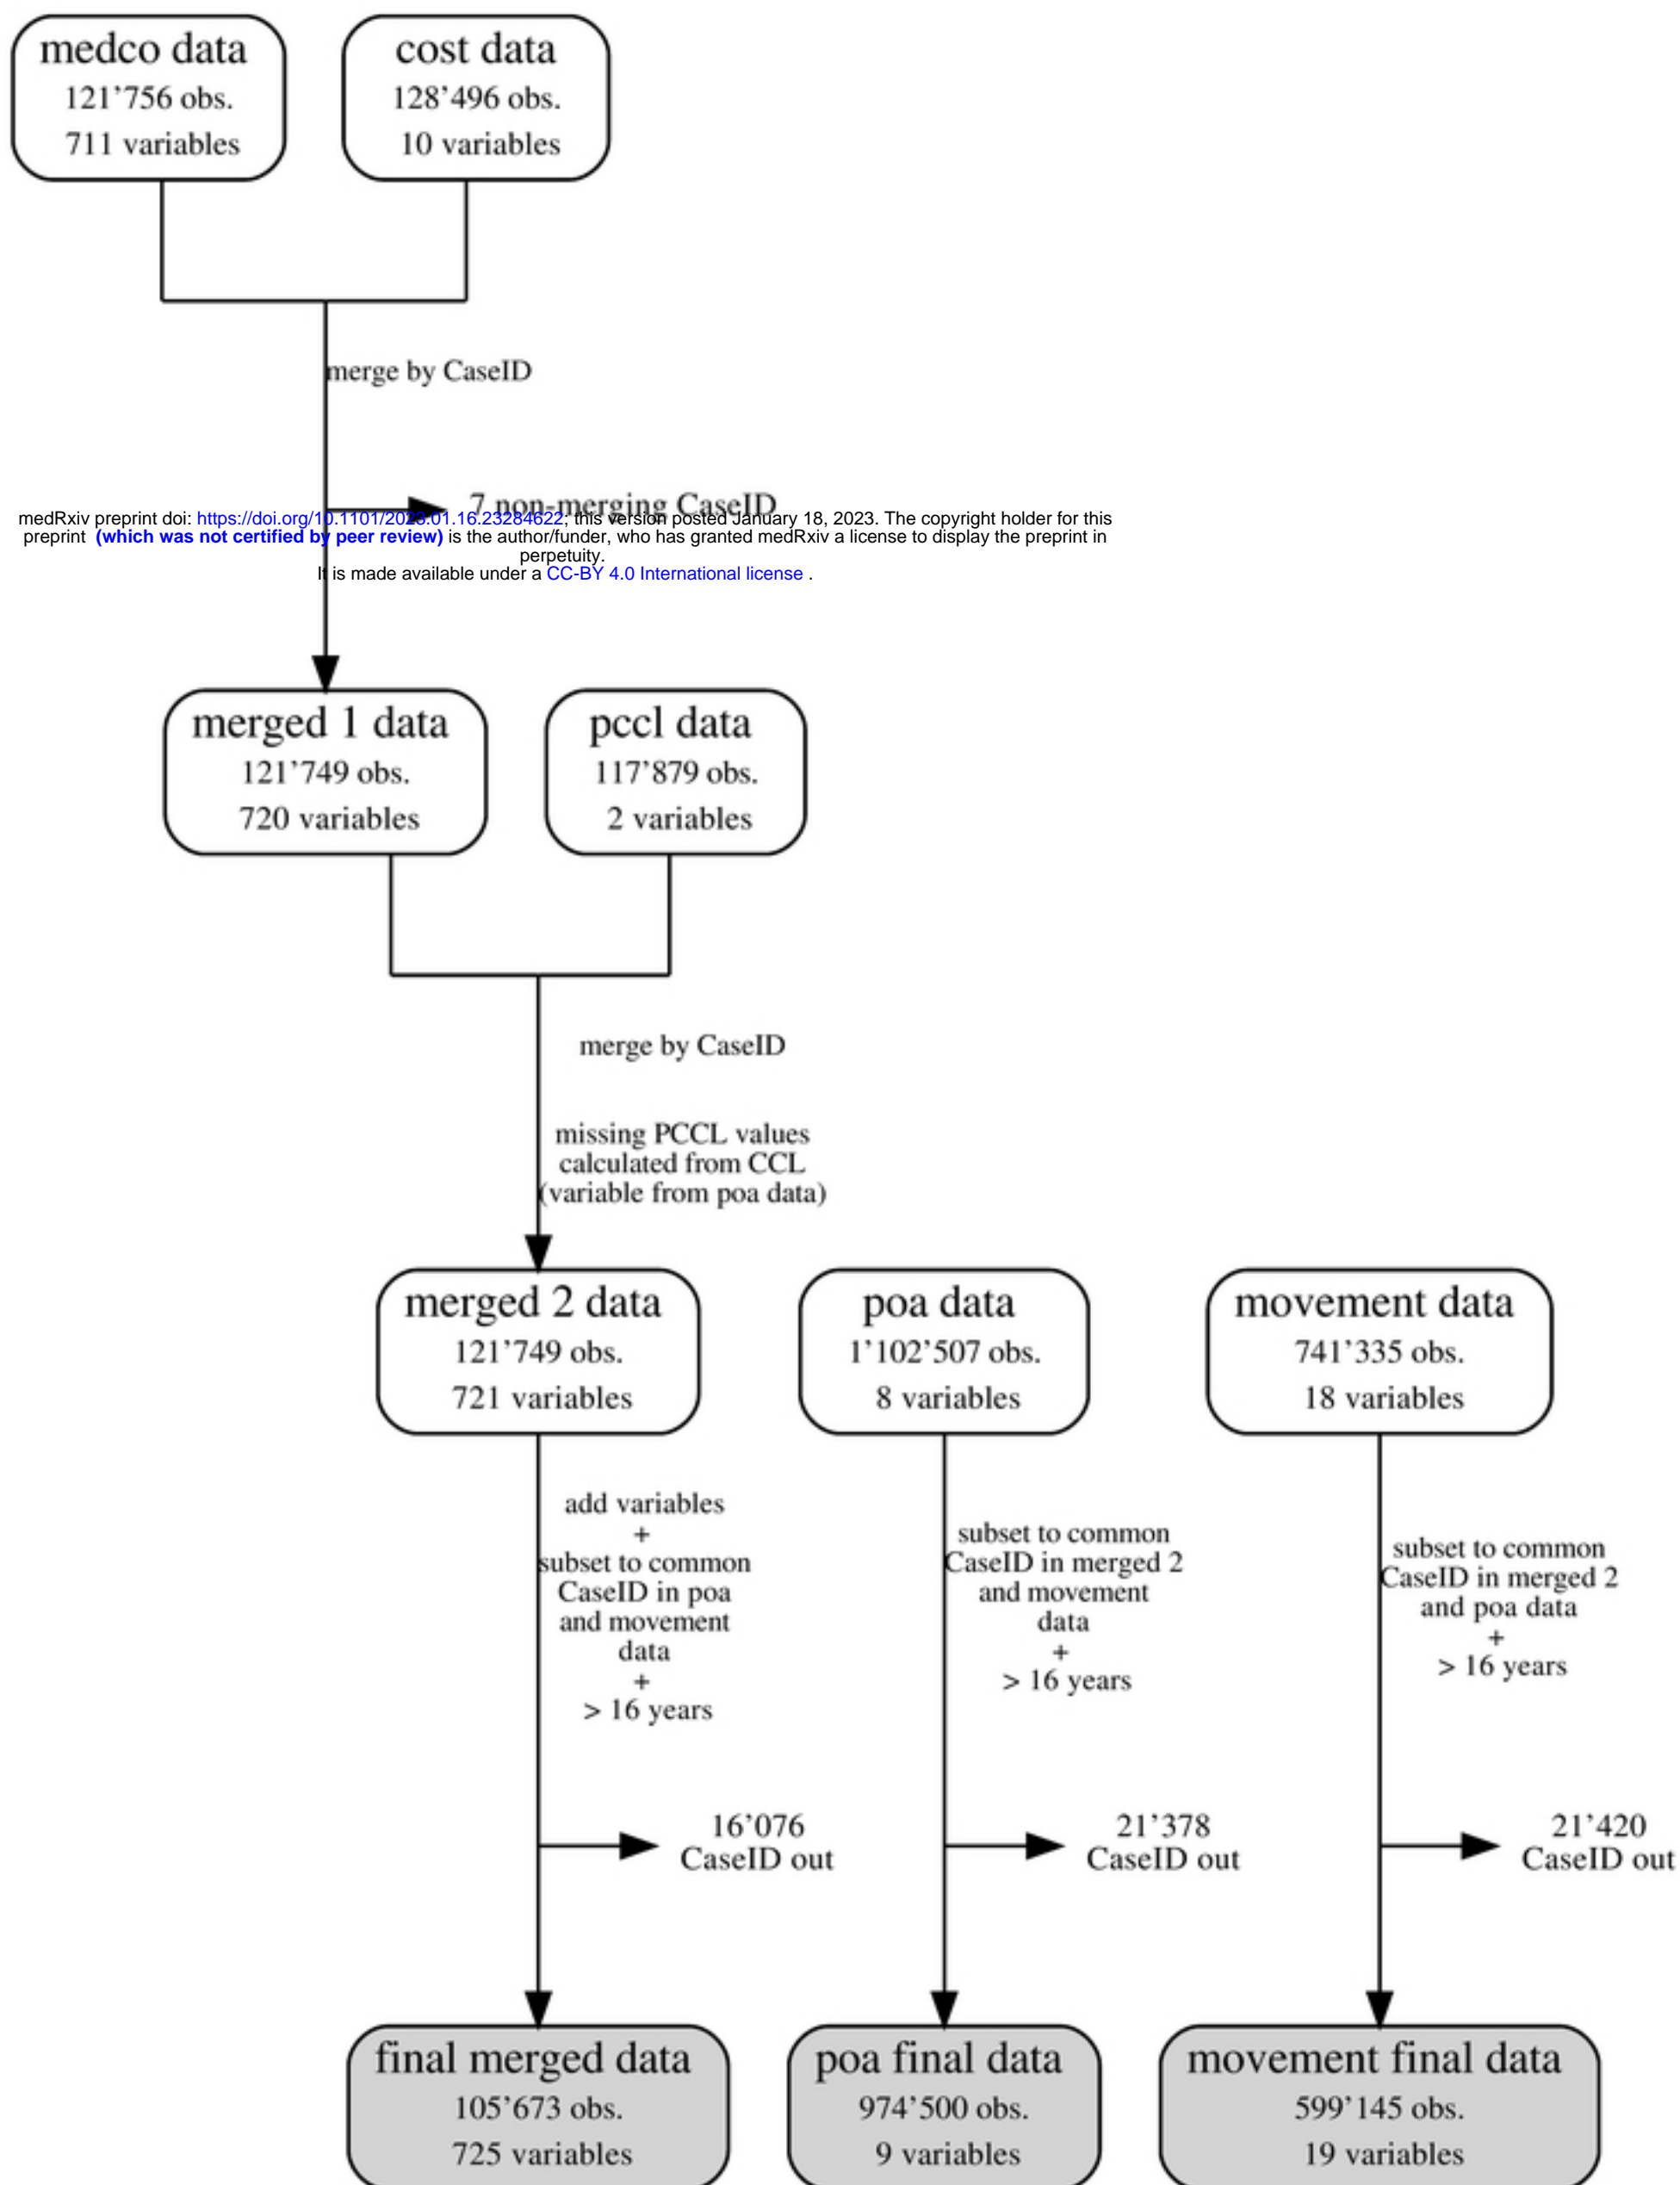 medco data
121’756 obs.
711 variables
cost data
128’496 obs.
10 variables
merge by CaseID
7 non-merging CaseID
medRxiv preprint doi: https://doi.org/10.1101/2023.01.16.23284622; this version posted January 18, 2023. The copyright holder for this
preprint (which was not certified by peer review) is the author/funder, who has granted medRxiv a license to display the preprint in
perpetuity.
It is made available under a CC-BY 4.0 International license .
merged 1 data
121’749 obs.
720 variables
pccl data
117’879 obs.
2 variables
merge by CaseID
missing PCCL values
calculated from CCL
(variable from poa data)
merged 2 data
121’749 obs.
721 variables
poa data
1’102’507 obs.
8 variables
movement data
741’335 obs.
18 variables
add variables
+
subset to common
CaseID in poa
and movement
data
+
> 16 years
subset to common
CaseID in merged 2
and movement
data
+
> 16 years
subset to common
CaseID in merged 2
and poa data
+
> 16 years
16’076
CaseID out
21’378
CaseID out
21’420
CaseID out
final merged data
105’673 obs.
725 variables
poa final data
974’500 obs.
9 variables
movement final data
599’145 obs.
19 variables